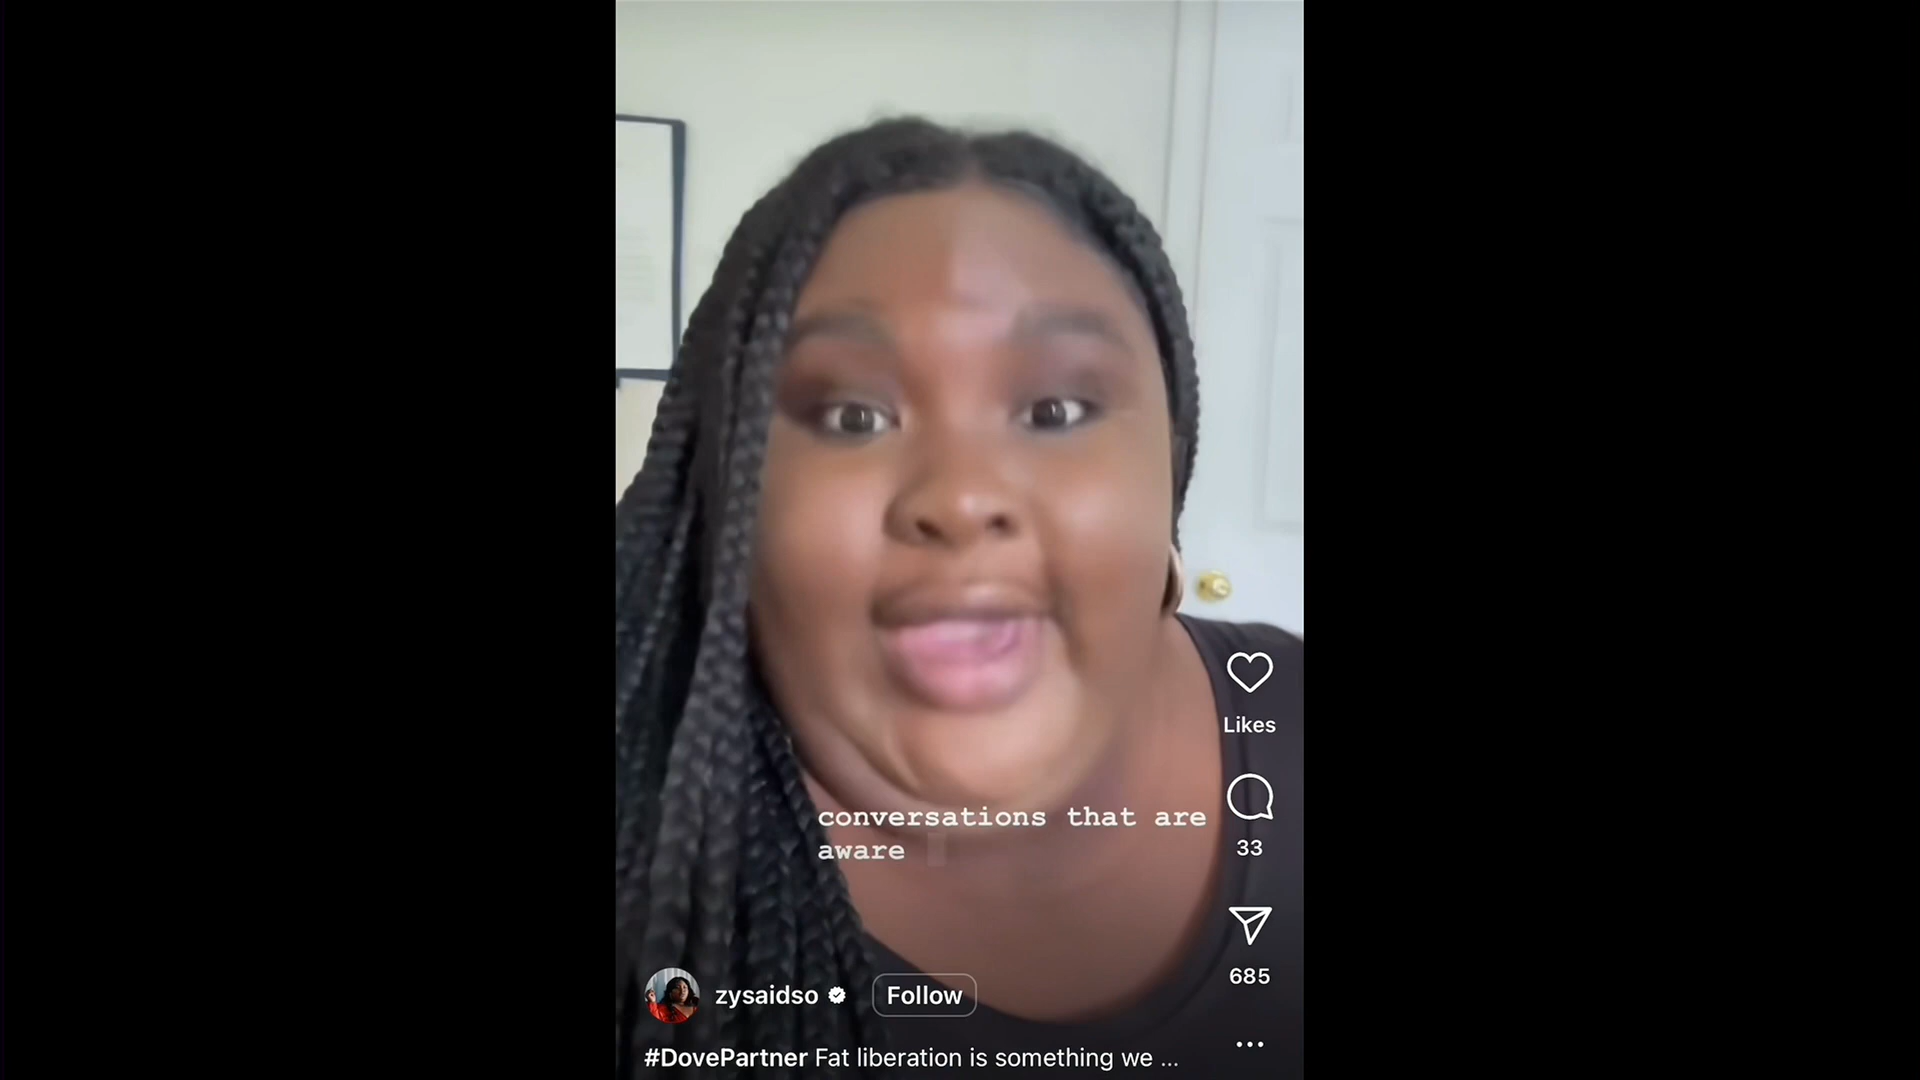 conversations that are
aware
Likes
33
685
zysaidso
Follow
#DovePartner Fat liberation is something we ...